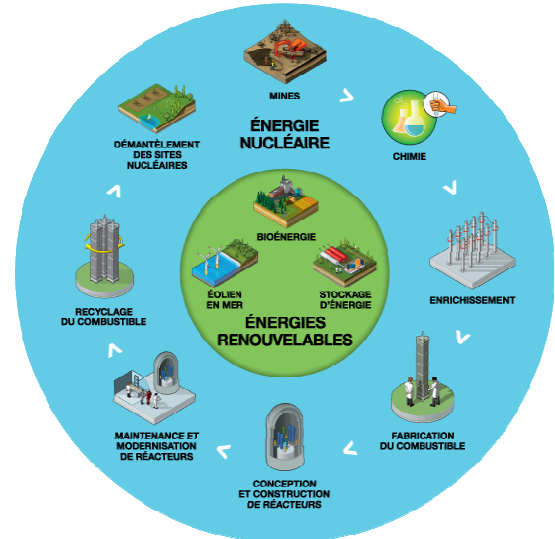 MINES
ÉNERGIE
NUCLÉAIRE
CHIMIE
ENRICHISSEMENT
FABRICATION
DU COMBUSTIBLE
CONCEPTION
ET CONSTRUCTION
DE RÉACTEURS
MAINTENANCE ET
MODERNISATION
DE RÉACTEURS
RECYCLAGE
DU COMBUSTIBLE
DÉMANTÈLEMENT
DES SITES
NUCLÉAIRES
BIOÉNERGIE
ÉOLIEN
EN MER
STOCKAGE
D'ÉNERGIE
ÉNERGIES
RENOUVELABLES